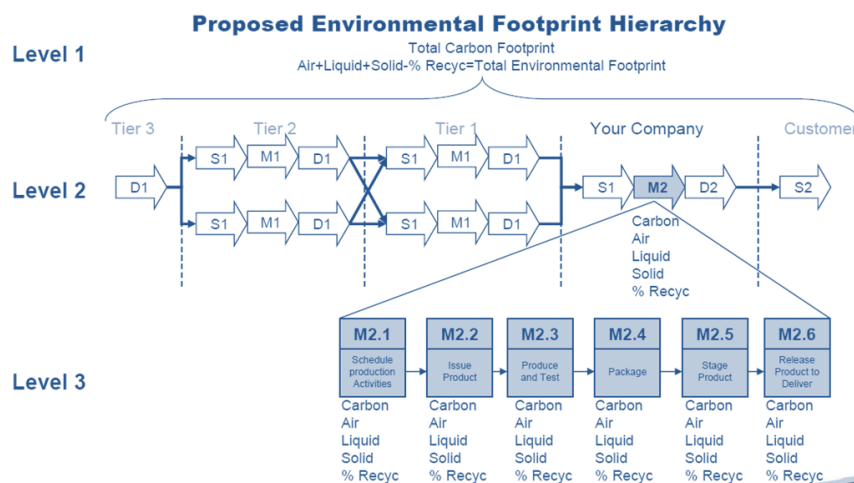 Proposed Environmental Footprint Hierarchy
Level 1
Total Carbon Footprint
Air+Liquid+Solid-% Recyc=Total Environmental Footprint
Tier 3
Tier 2
Tier 1
Your Company
Customer
S1 M1 D1
S1 M1 D1
Level 2
D1
S1 M2 D2
S2
S1 M1 D1
S1 M1 D1
Carbon
Air
Liquid
Solid
% Recyc
Level 3
M2.1
Schedule
production
Activities
Carbon
Air
Liquid
Solid
% Recyc
M2.2
Issue
Product
Carbon
Air
Liquid
Solid
% Recyc
M2.3
Produce
and Test
Carbon
Air
Liquid
Solid
% Recyc
M2.4
Package
Carbon
Air
Liquid
Solid
% Recyc
M2.5
Stage
Product
Carbon
Air
Liquid
Solid
% Recyc
M2.6
Release
Product to
Deliver
Carbon
Air
Liquid
Solid
% Recyc